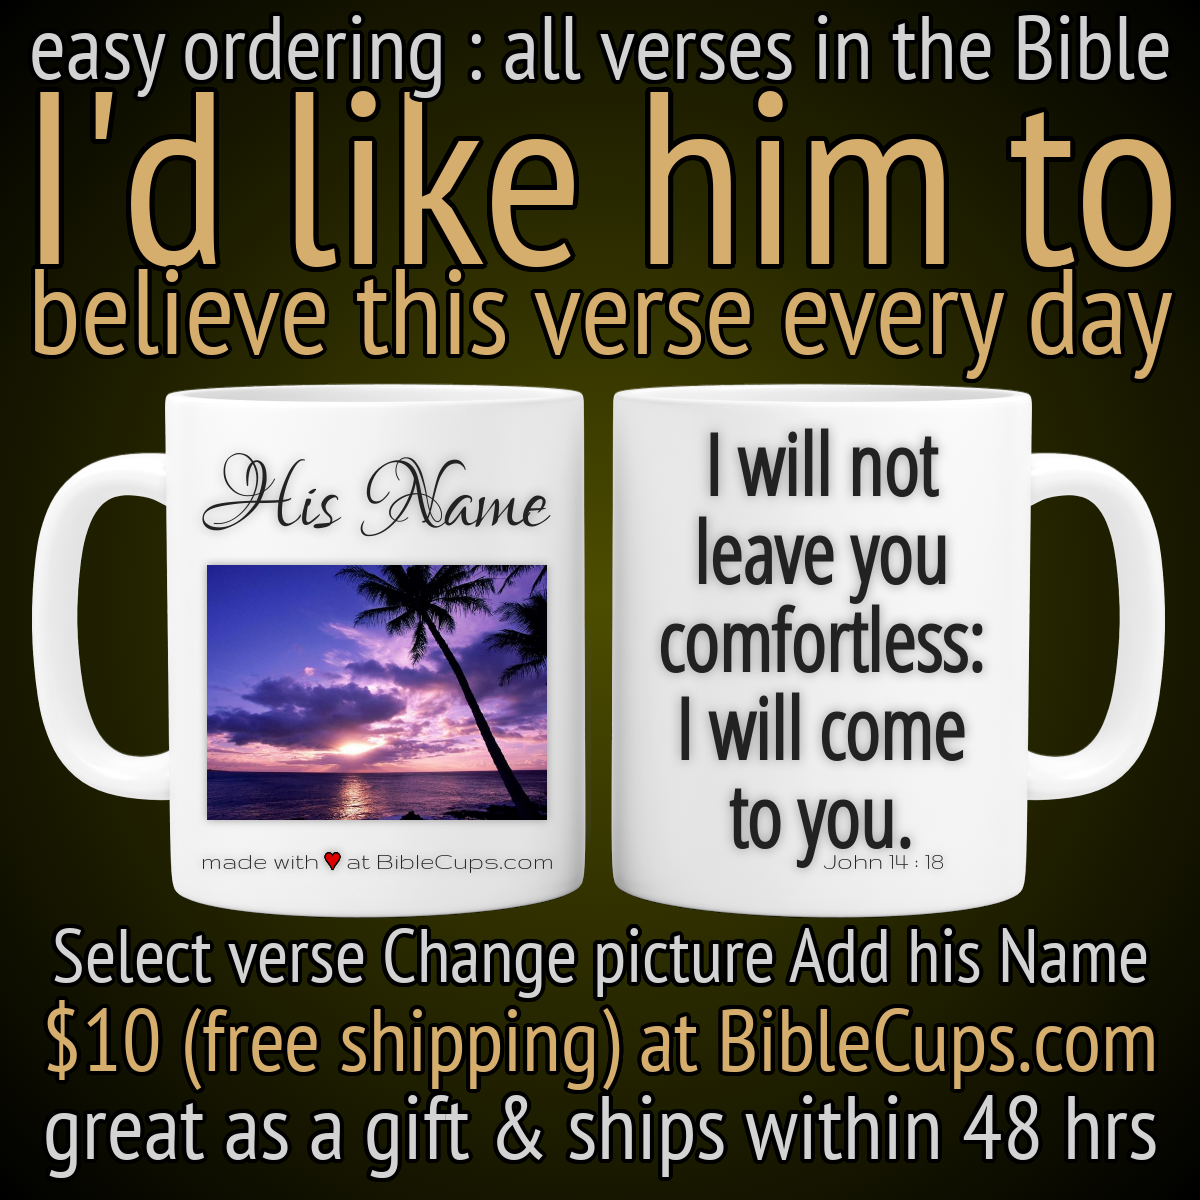 easy ordering : all verses in the Bible
I'd like him to
believe this verse every day
His Name
made with ❤ at BibleCups.com
I will not
leave you
comfortless:
I will come
to you.
John 14 : 18
Select verse Change picture Add his Name
$10 (free shipping) at BibleCups.com
great as a gift & ships within 48 hrs